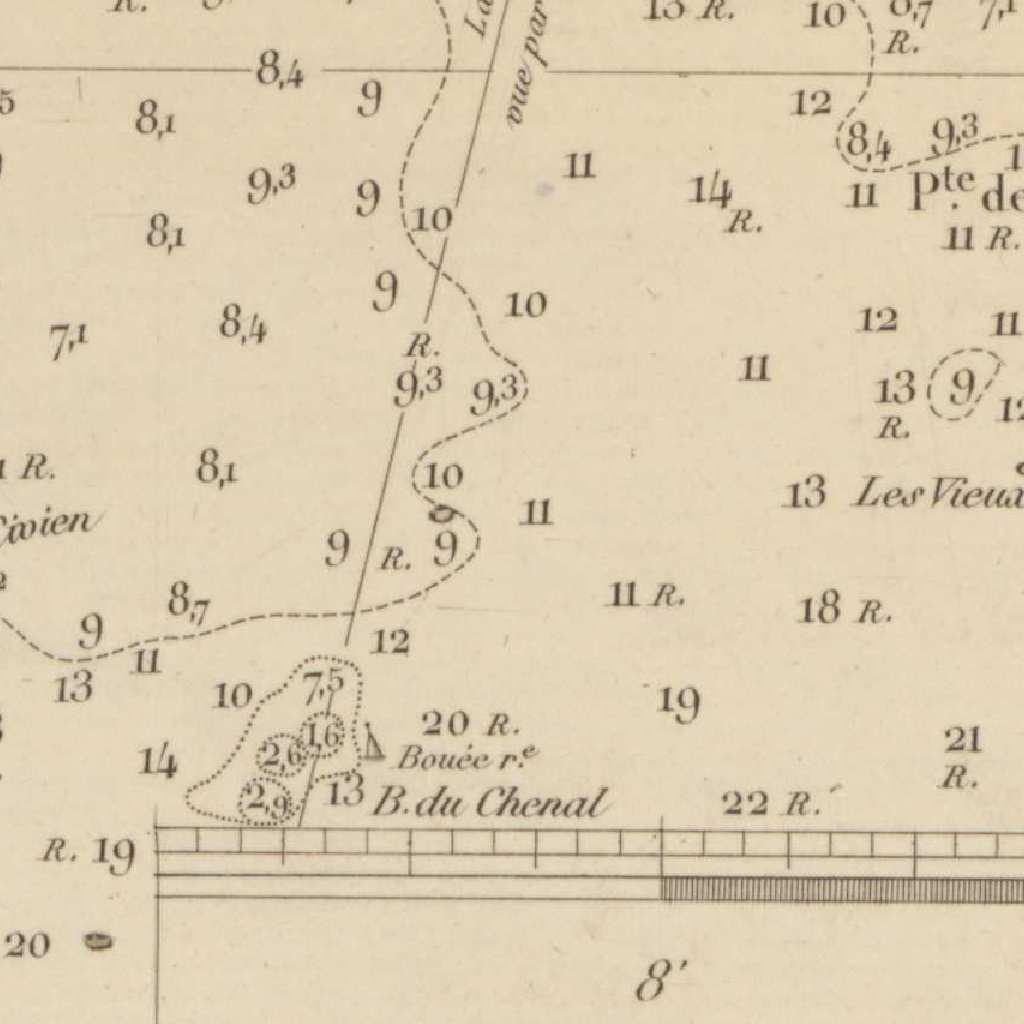 R.
La
vue par
13 R.
10
8,7
7,1
R.
8,4
9
5
8,1
12
8,4
9,3
11
9,3
9
14
R.
11
Pte. de
10
8,1
11 R.
9
10
7,1
8,4
R.
12
11
9,3
9,3
11
13
9
R.
R.
8,1
10
13
Les Vieux
Civien
9
11
9
R.
9
8,7
11 R.
18 R.
9
12
11
13
10
7,5
19
20 R.
1,6
2,6
14
Bouée r.e
21
R.
2,9
13
B. du Chenal
22 R.
R. 19
20
8'